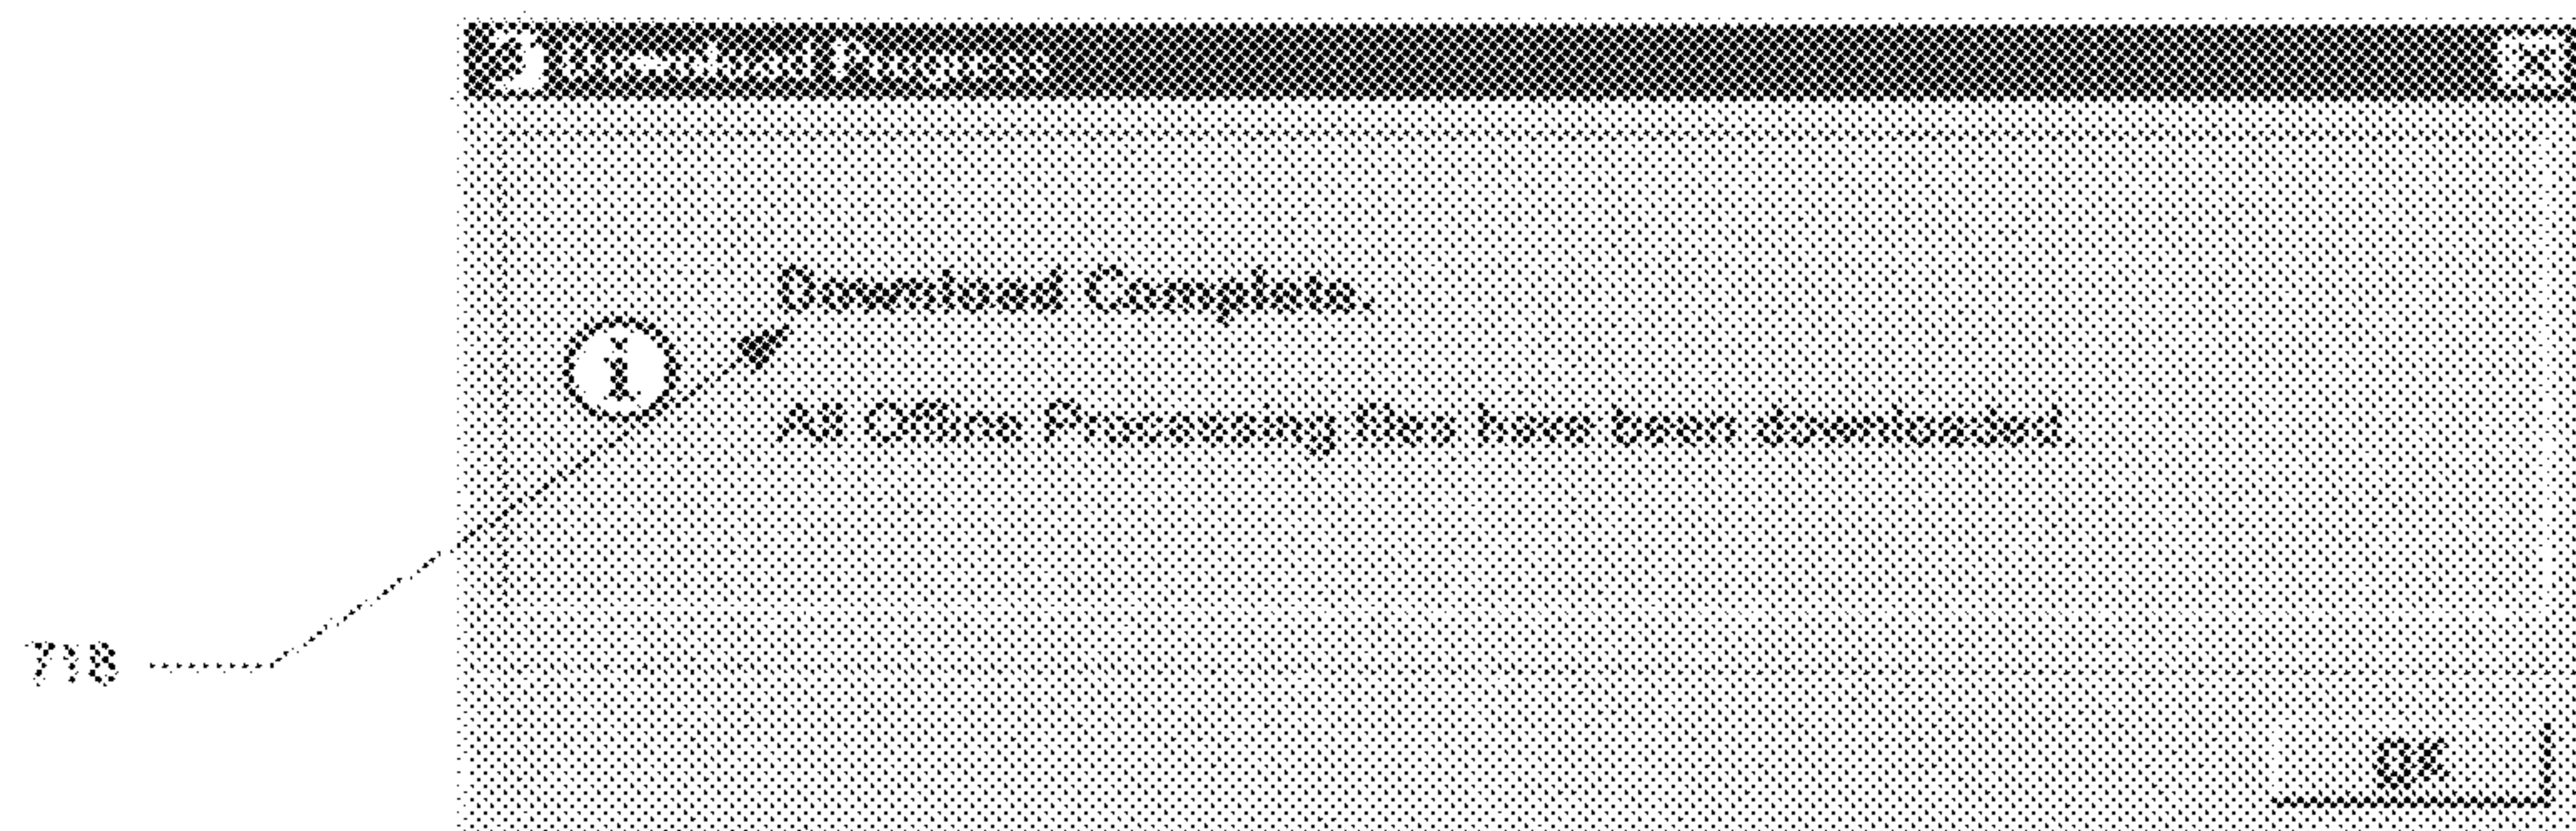 Download Progress
Download Complete.
All Offline Processing files have been downloaded.
718
OK